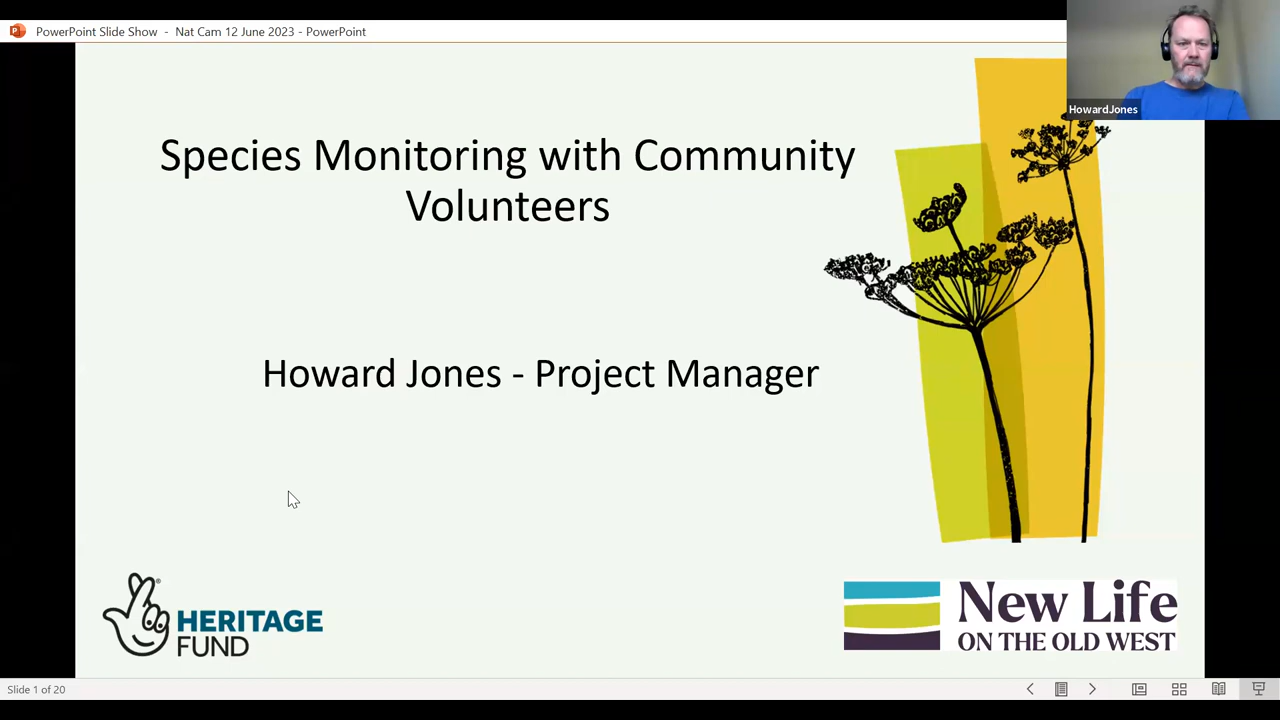 PowerPoint Slide Show - Nat Cam 12 June 2023 - PowerPoint
HowardJones
Species Monitoring with Community
Volunteers
Howard Jones - Project Manager
HERITAGE
FUND
New Life
ON THE OLD WEST
Slide 1 of 20